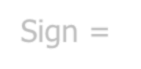 Sign =